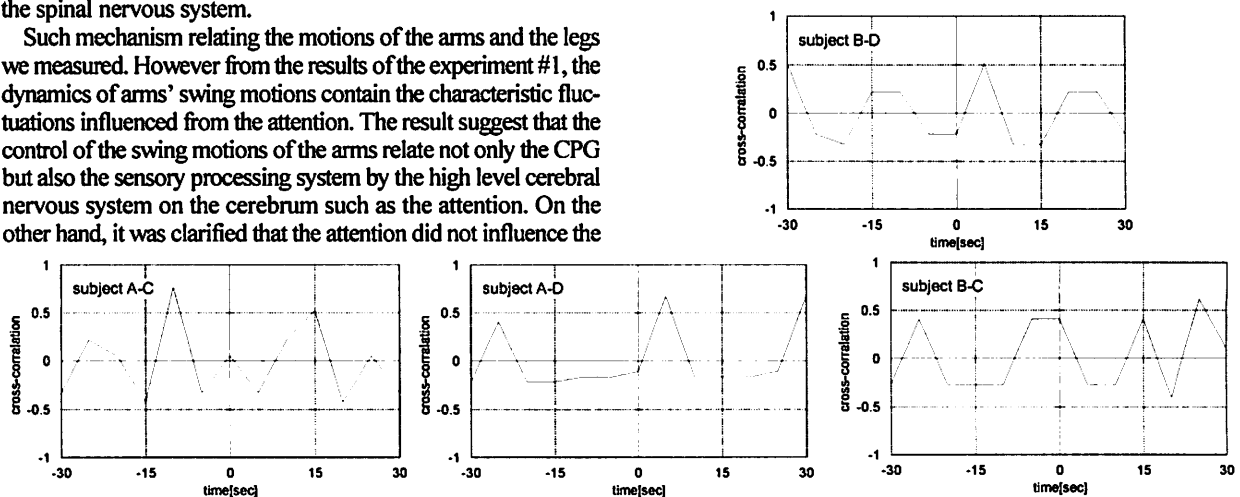 the spinal nervous system.
Such mechanism relating the motions of the arms and the legs
we measured. However from the results of the experiment #1, the
dynamics of arms' swing motions contain the characteristic fluc-
tuations influenced from the attention. The result suggest that the
control of the swing motions of the arms relate not only the CPG
but also the sensory processing system by the high level cerebral
nervous system on the cerebrum such as the attention. On the
other hand, it was clarified that the attention did not influence the
1
subject B-D
0.5
0
-0.5
-1
cross-corralation
-30 -15 0 15 30
time[sec]
1
subject A-C
0.5
0
-0.5
-1
cross-corralation
-30 -15 0 15 30
time[sec]
1
subject A-D
0.5
0
-0.5
-1
cross-corralation
-30 -15 0 15 30
time[sec]
1
subject B-C
0.5
0
-0.5
-1
cross-corralation
-30 -15 0 15 30
time[sec]